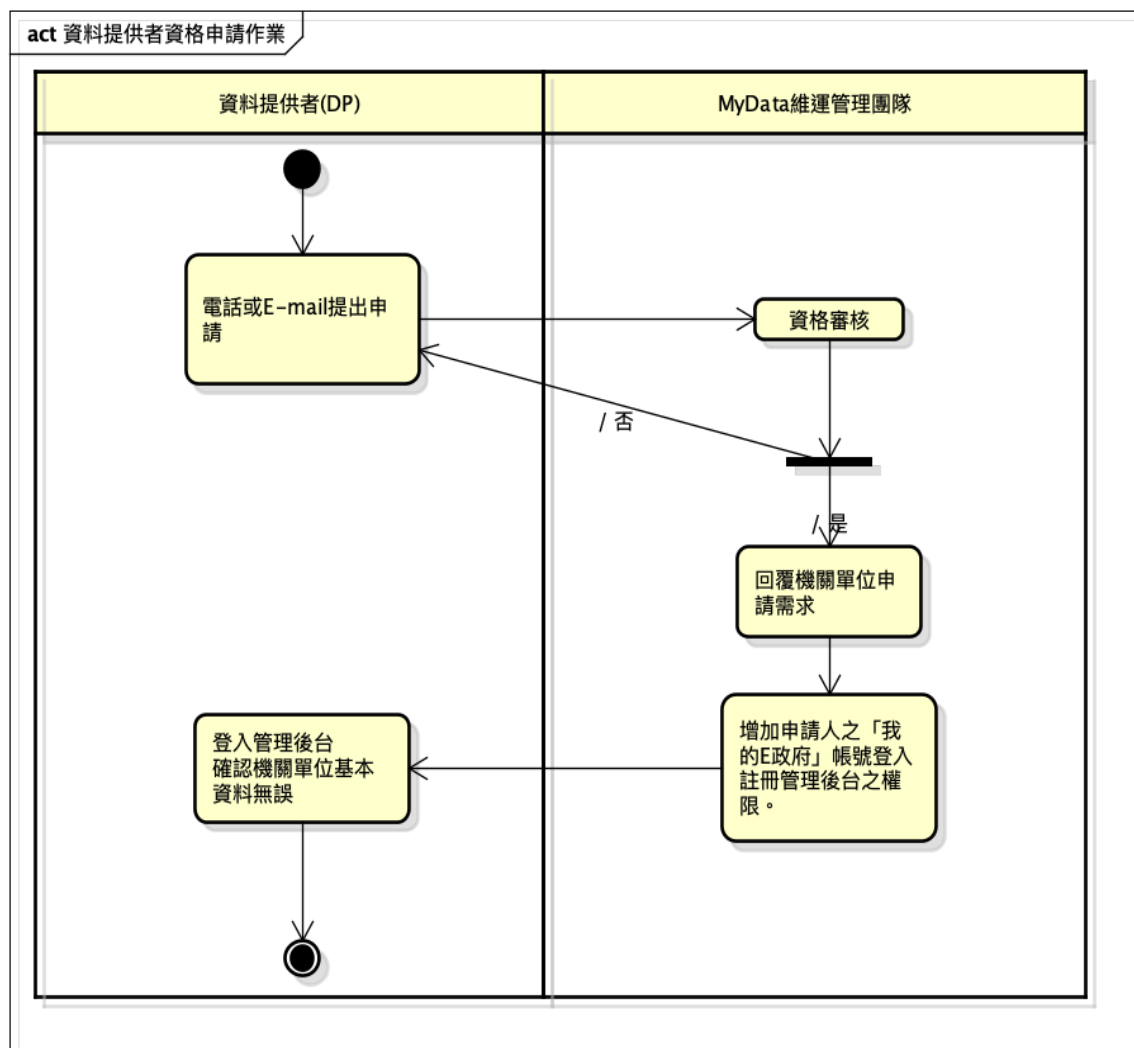 act 資料提供者資格申請作業
資料提供者(DP)
MyData維運管理團隊
電話或E-mail提出申
請
資格審核
/ 否
/ 是
回覆機關單位申
請需求
增加申請人之「我
的E政府」帳號登入
註冊管理後台之權
限。
登入管理後台
確認機關單位基本
資料無誤